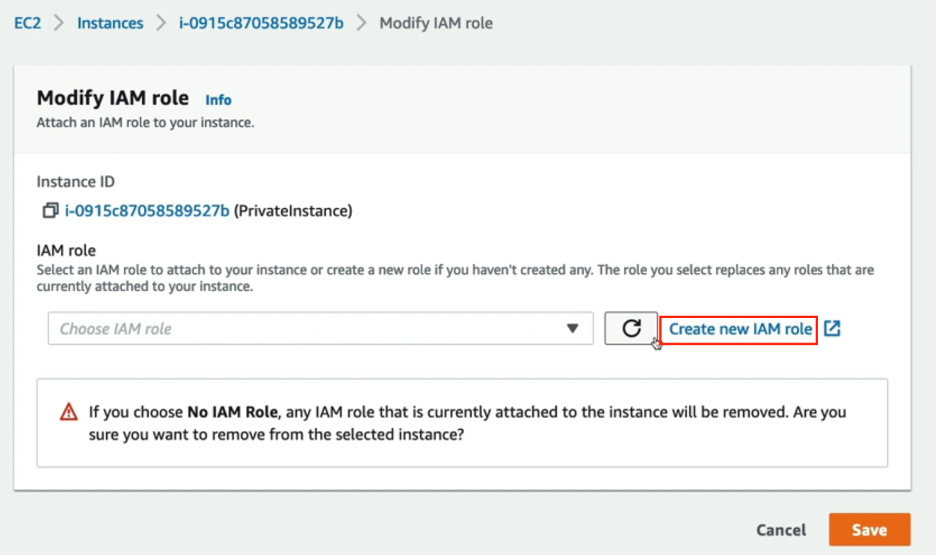 EC2 > Instances > i-0915c87058589527b > Modify IAM role
Modify IAM role Info
Attach an IAM role to your instance.
Instance ID
i-0915c87058589527b (PrivateInstance)
IAM role
Select an IAM role to attach to your instance or create a new role if you haven't created any. The role you select replaces any roles that are
currently attached to your instance.
Choose IAM role Create new IAM role
If you choose No IAM Role, any IAM role that is currently attached to the instance will be removed. Are you
sure you want to remove from the selected instance?
Cancel Save